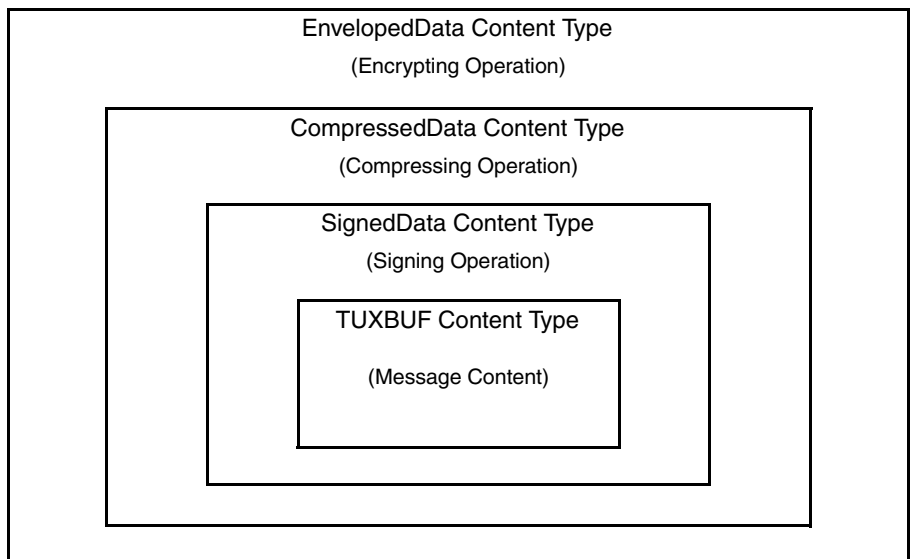 EnvelopedData Content Type
(Encrypting Operation)
CompressedData Content Type
(Compressing Operation)
SignedData Content Type
(Signing Operation)
TUXBUF Content Type
(Message Content)